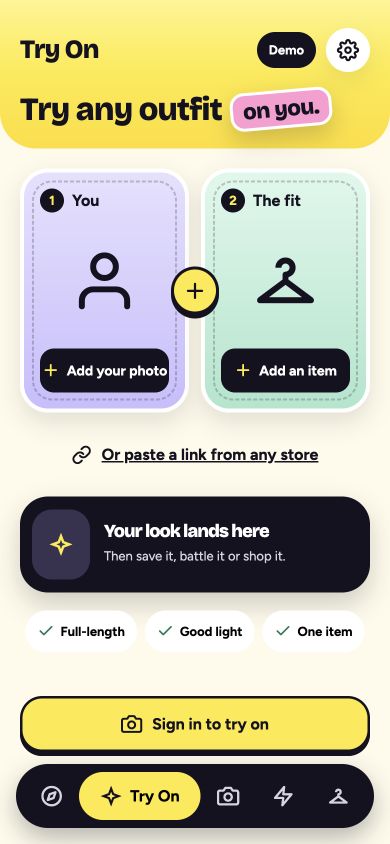 Try On
Demo
Try any outfit on you.
1 You
2 The fit
Add your photo
Add an item
Or paste a link from any store
Your look lands here
Then save it, battle it or shop it.
Full-length
Good light
One item
Sign in to try on
Try On